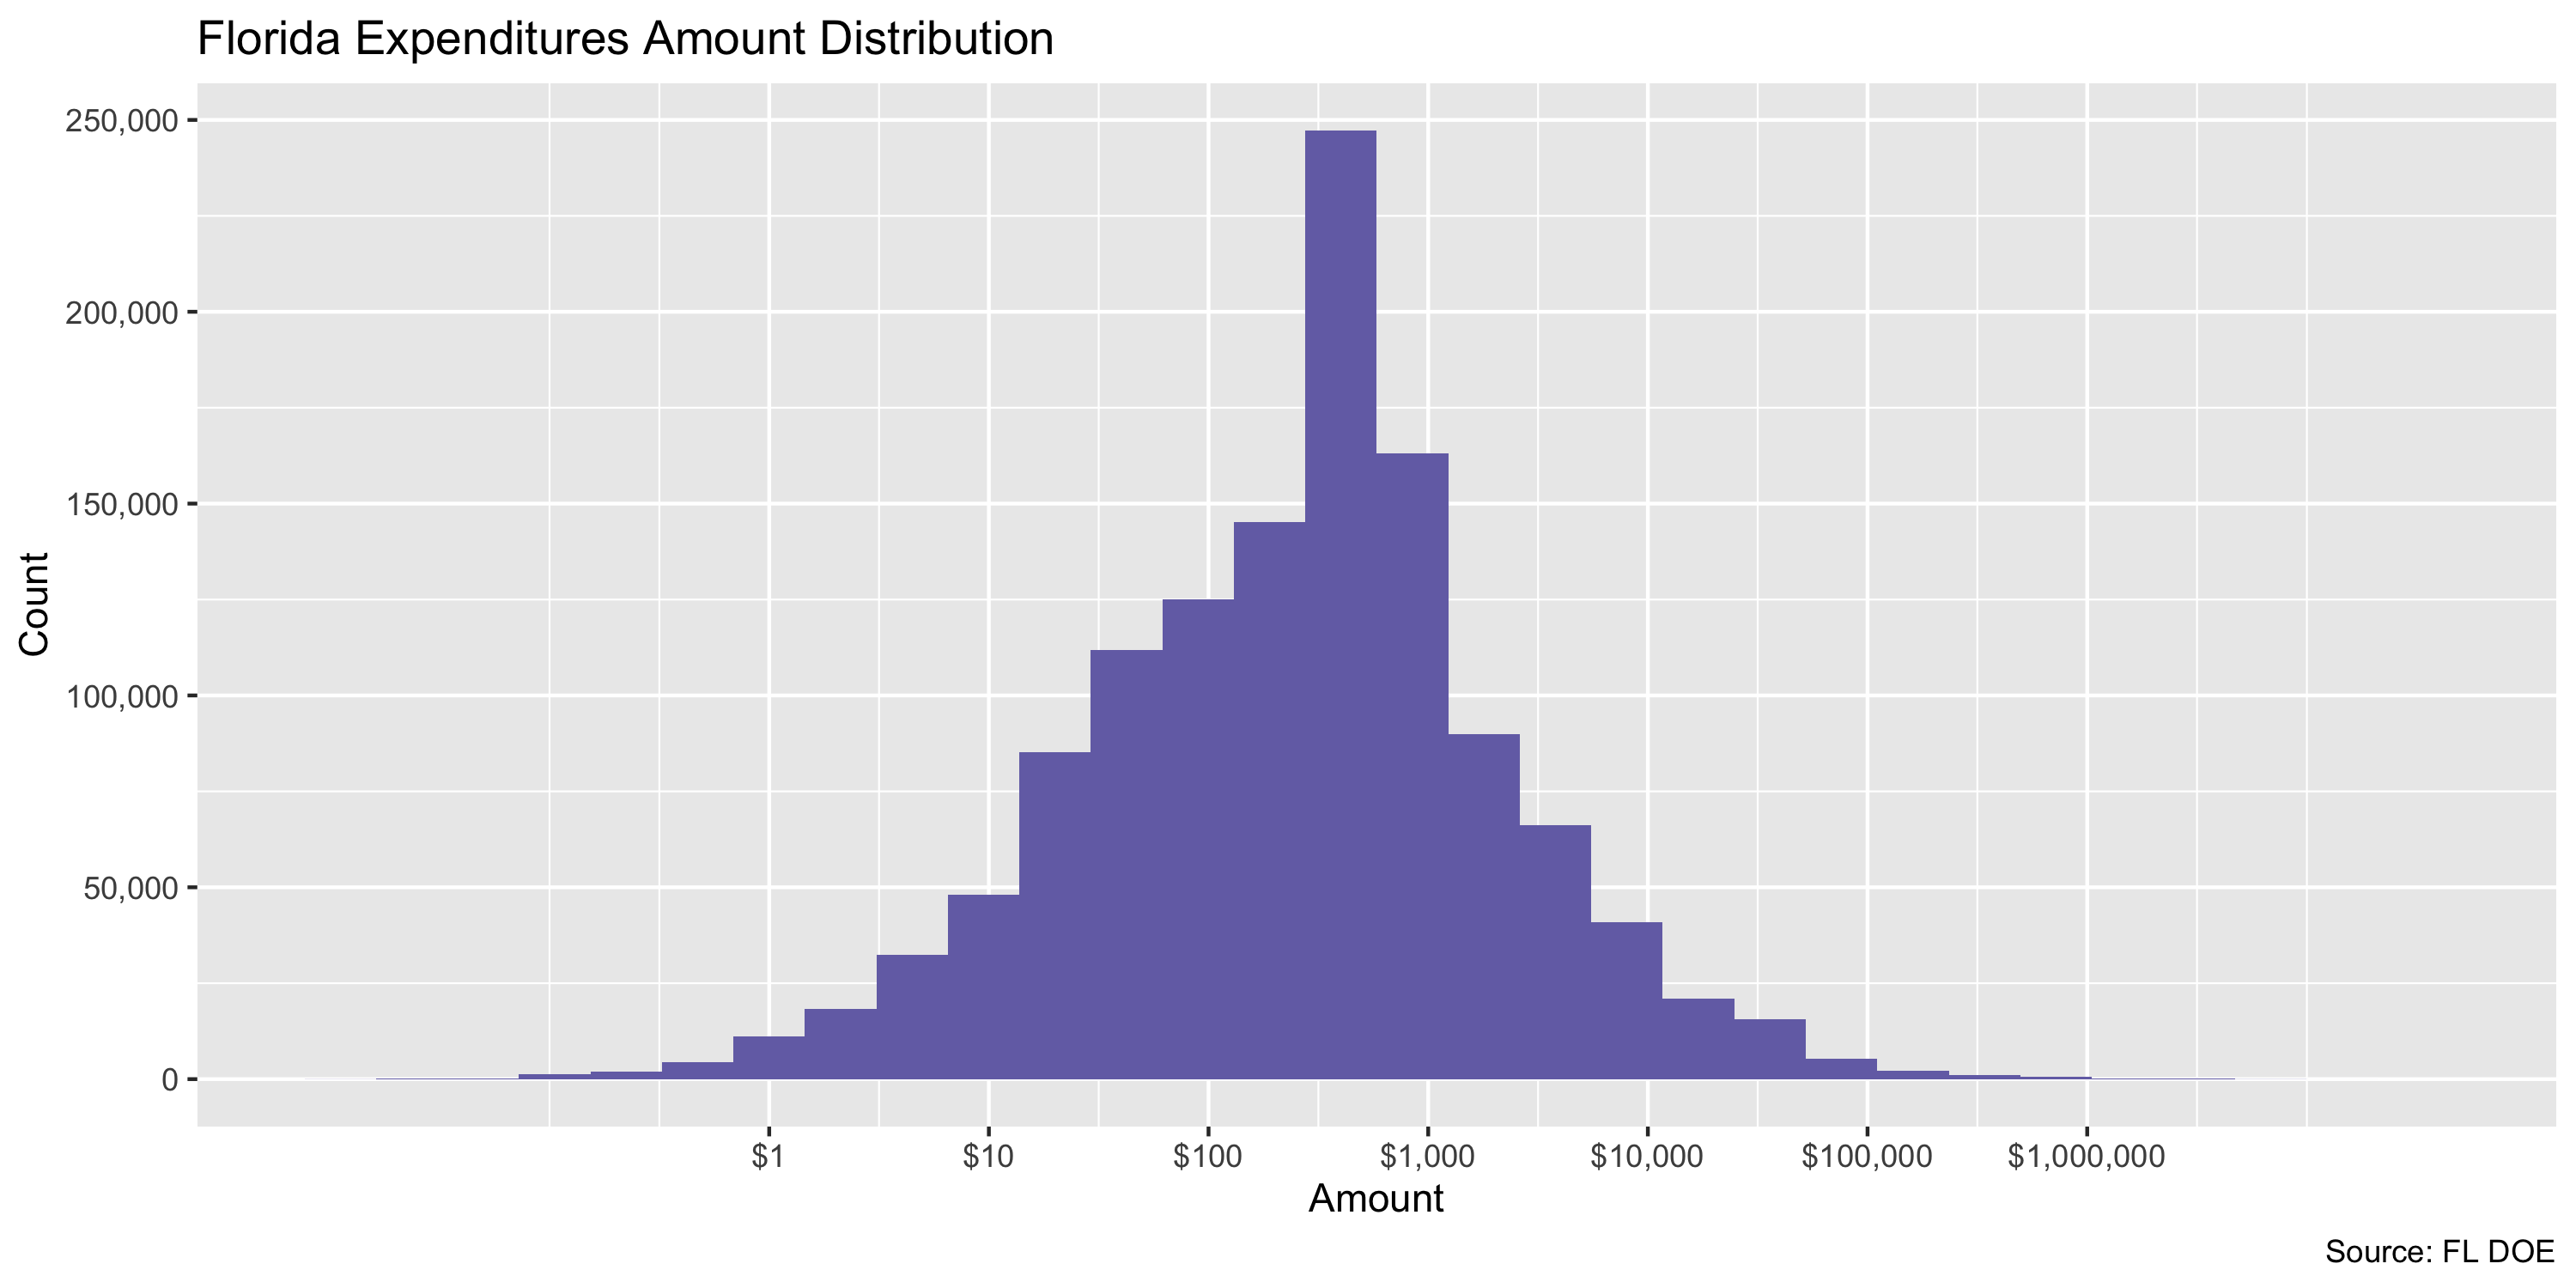 Florida Expenditures Amount Distribution
250,000
200,000
150,000
100,000
50,000
0
Count
$1 $10 $100 $1,000 $10,000 $100,000 $1,000,000
Amount
Source: FL DOE